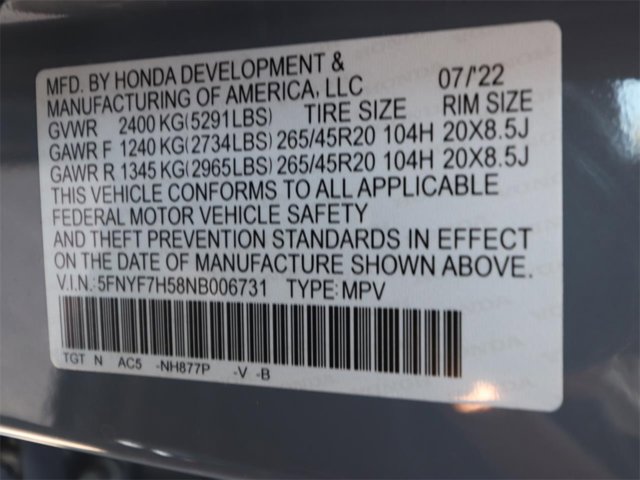 MFD. BY HONDA DEVELOPMENT &
MANUFACTURING OF AMERICA, LLC 07/'22
GVWR 2400 KG(5291LBS) TIRE SIZE RIM SIZE
GAWR F 1240 KG(2734LBS) 265/45R20 104H 20X8.5J
GAWR R 1345 KG(2965LBS) 265/45R20 104H 20X8.5J
THIS VEHICLE CONFORMS TO ALL APPLICABLE
FEDERAL MOTOR VEHICLE SAFETY
AND THEFT PREVENTION STANDARDS IN EFFECT
ON THE DATE OF MANUFACTURE SHOWN ABOVE.
V.I.N.:5FNYF7H58NB006731 TYPE:MPV
TGT N AC5 -NH877P -V -B